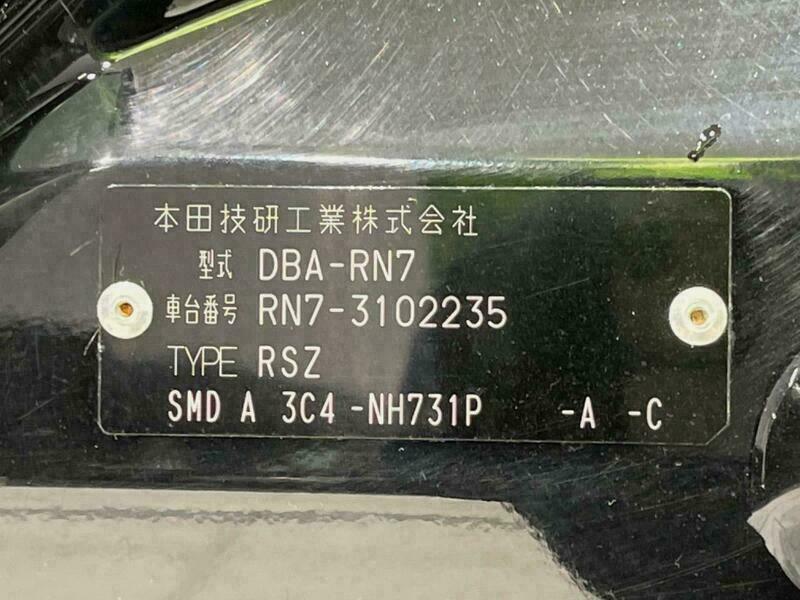 本田技研工業株式会社
型式 DBA-RN7
車台番号 RN7-3102235
TYPE RSZ
SMD A 3C4 -NH731P -A -C